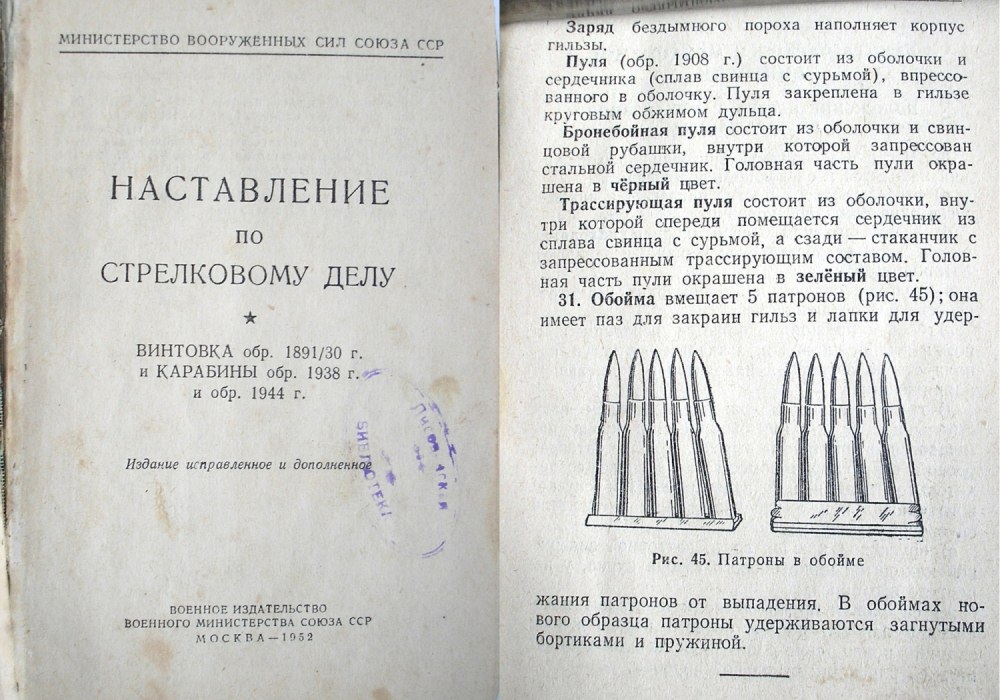 МИНИСТЕРСТВО ВООРУЖЁННЫХ СИЛ СОЮЗА ССР
НАСТАВЛЕНИЕ
ПО
СТРЕЛКОВОМУ ДЕЛУ
★
ВИНТОВКА обр. 1891/30 г.
и КАРАБИНЫ обр. 1938 г.
и обр. 1944 г.
Издание исправленное и дополненное
ВОЕННОЕ ИЗДАТЕЛЬСТВО
ВОЕННОГО МИНИСТЕРСТВА СОЮЗА ССР
МОСКВА—1952
Заряд бездымного пороха наполняет корпус
гильзы.
Пуля (обр. 1908 г.) состоит из оболочки и
сердечника (сплав свинца с сурьмой), впрессо-
ванного в оболочку. Пуля закреплена в гильзе
круговым обжимом дульца.
Бронебойная пуля состоит из оболочки и свин-
цовой рубашки, внутри которой запрессован
стальной сердечник. Головная часть пули окра-
шена в чёрный цвет.
Трассирующая пуля состоит из оболочки, вну-
три которой спереди помещается сердечник из
сплава свинца с сурьмой, а сзади — стаканчик с
запрессованным трассирующим составом. Голов-
ная часть пули окрашена в зелёный цвет.
31. Обойма вмещает 5 патронов (рис. 45); она
имеет паз для закраин гильз и лапки для удер-
Рис. 45. Патроны в обойме
жания патронов от выпадения. В обоймах но-
вого образца патроны удерживаются загнутыми
бортиками и пружиной.